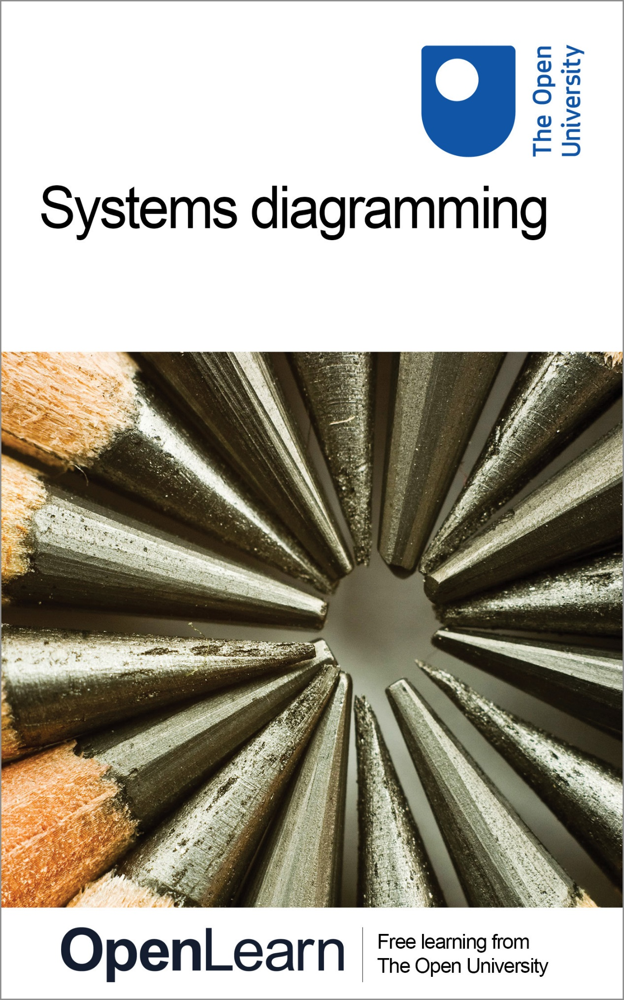 The Open
University
Systems diagramming
OpenLearn
Free learning from
The Open University